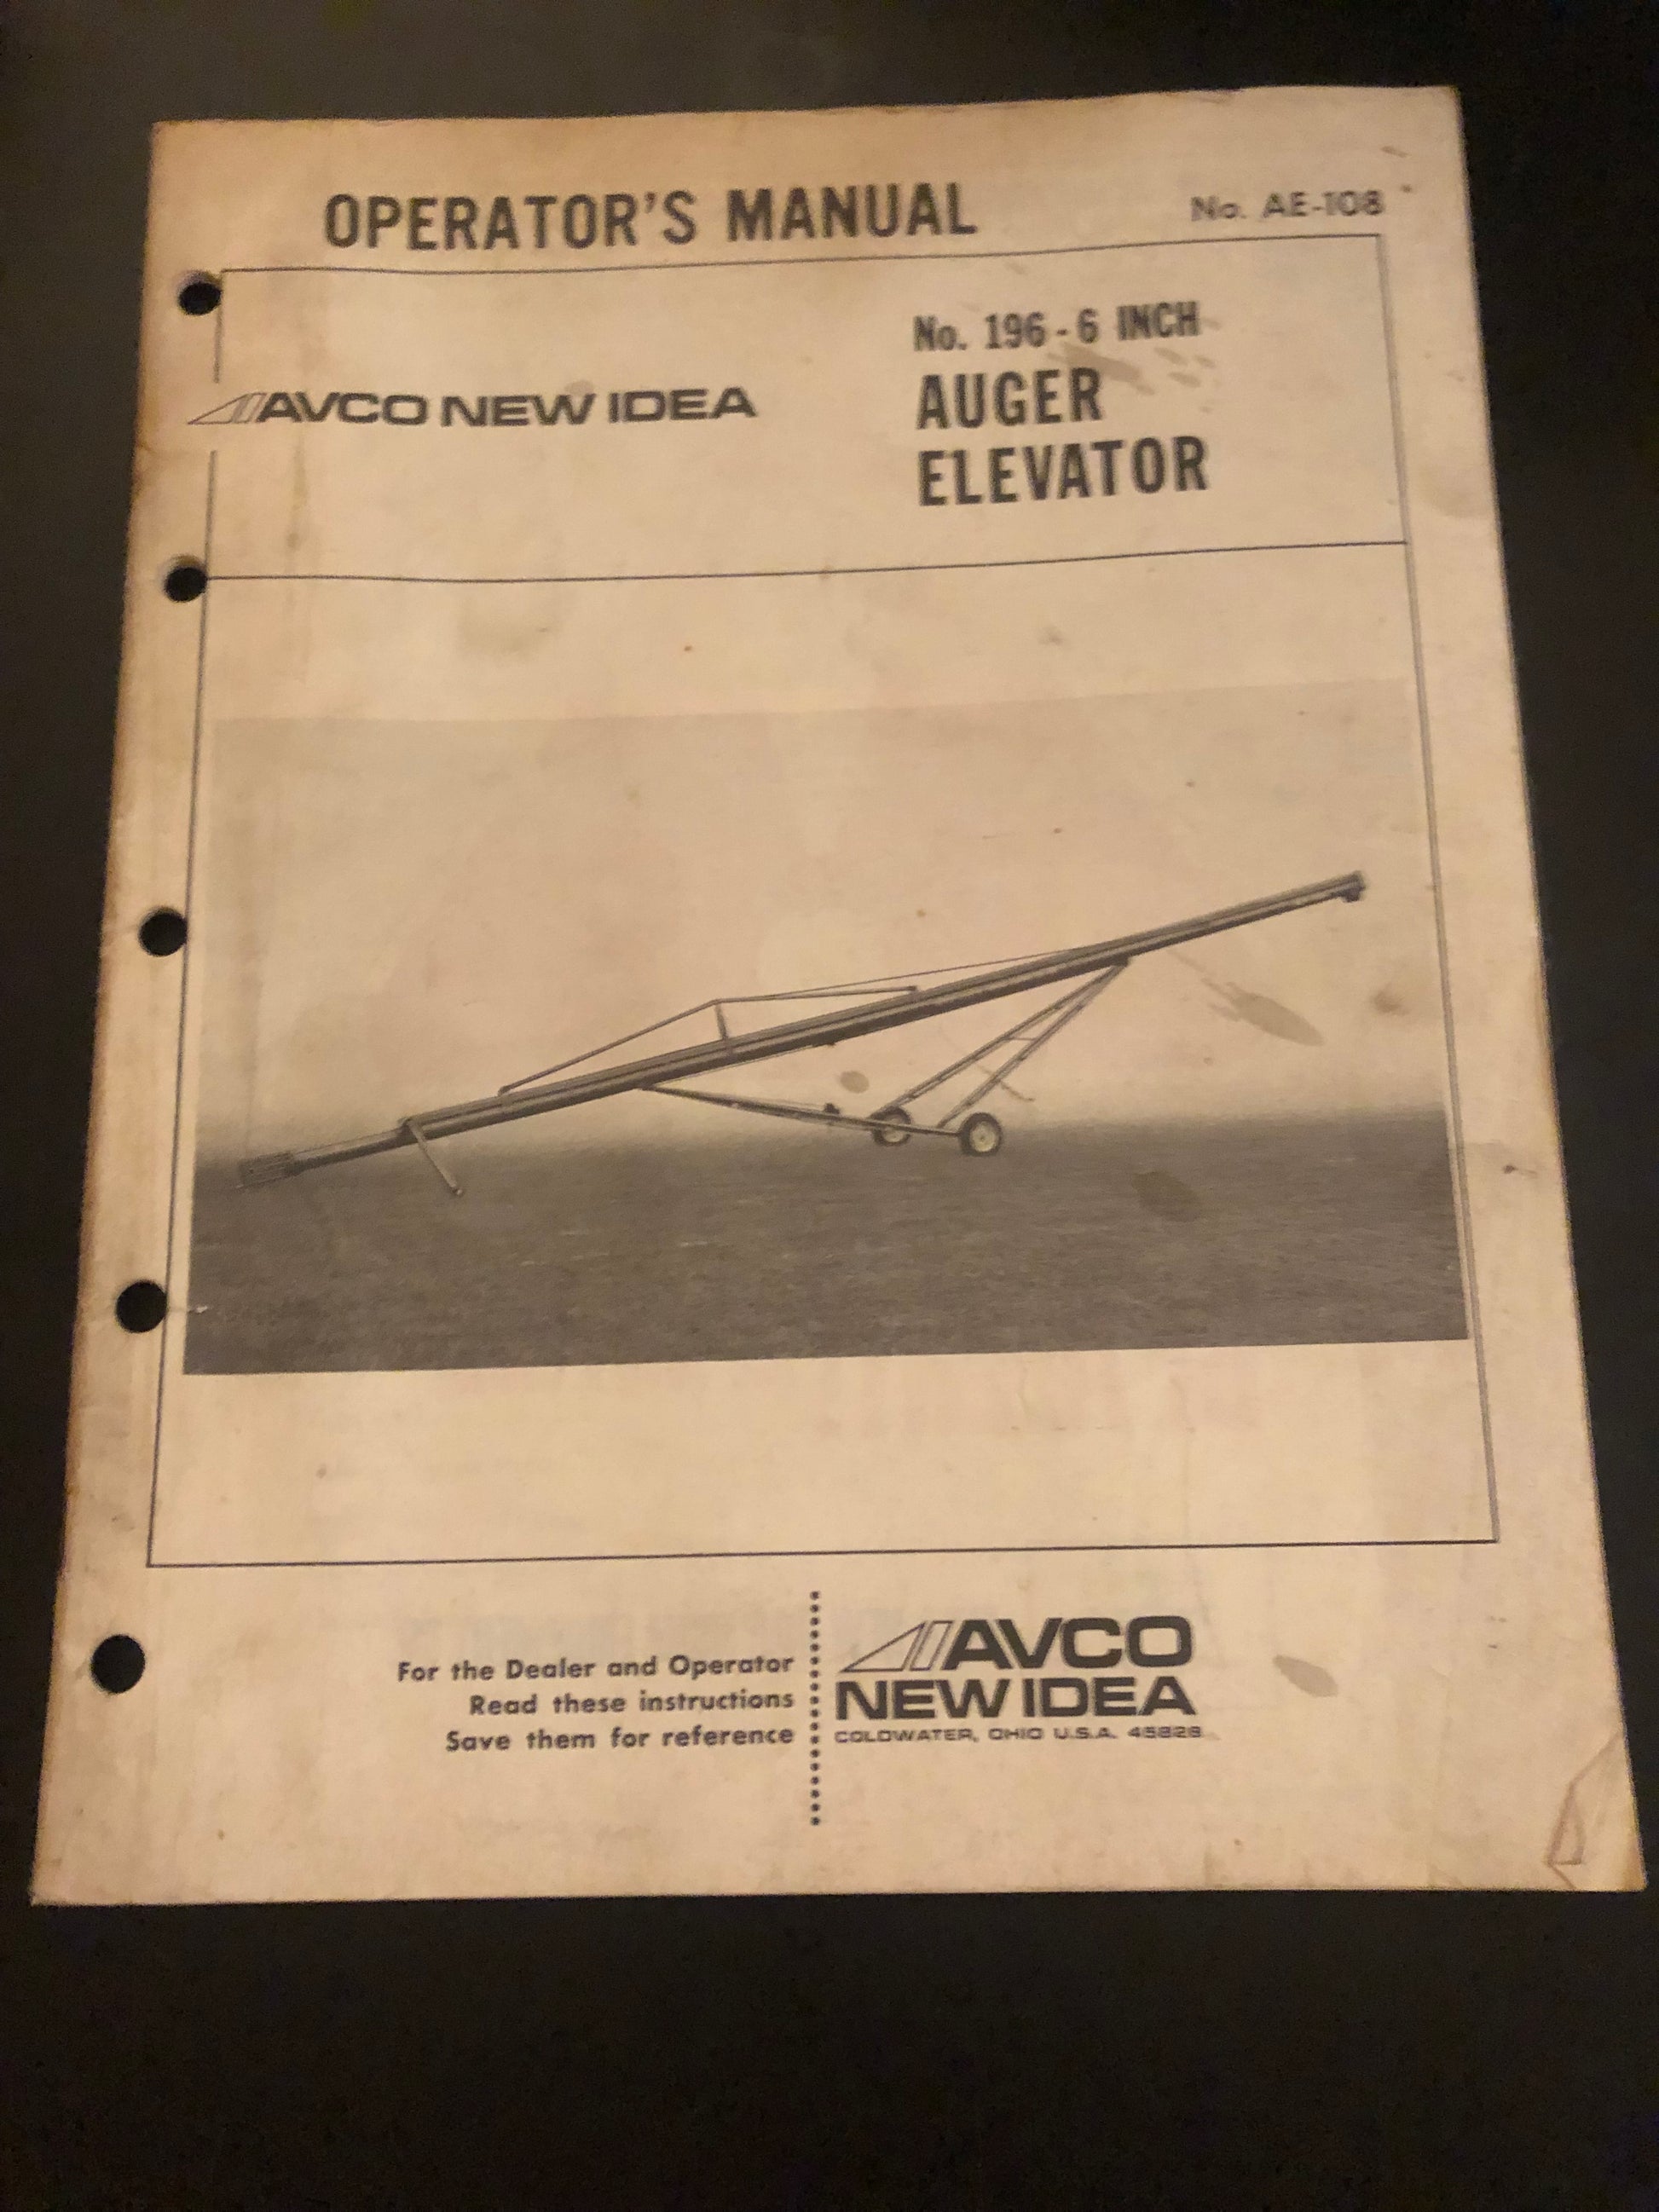 OPERATOR'S MANUAL
No. AE-108
No. 196 - 6 INCH
AVCO NEW IDEA
AUGER
ELEVATOR
For the Dealer and Operator
Read these instructions
Save them for reference
AVCO
NEW IDEA
COLDWATER, OHIO U.S.A. 45828